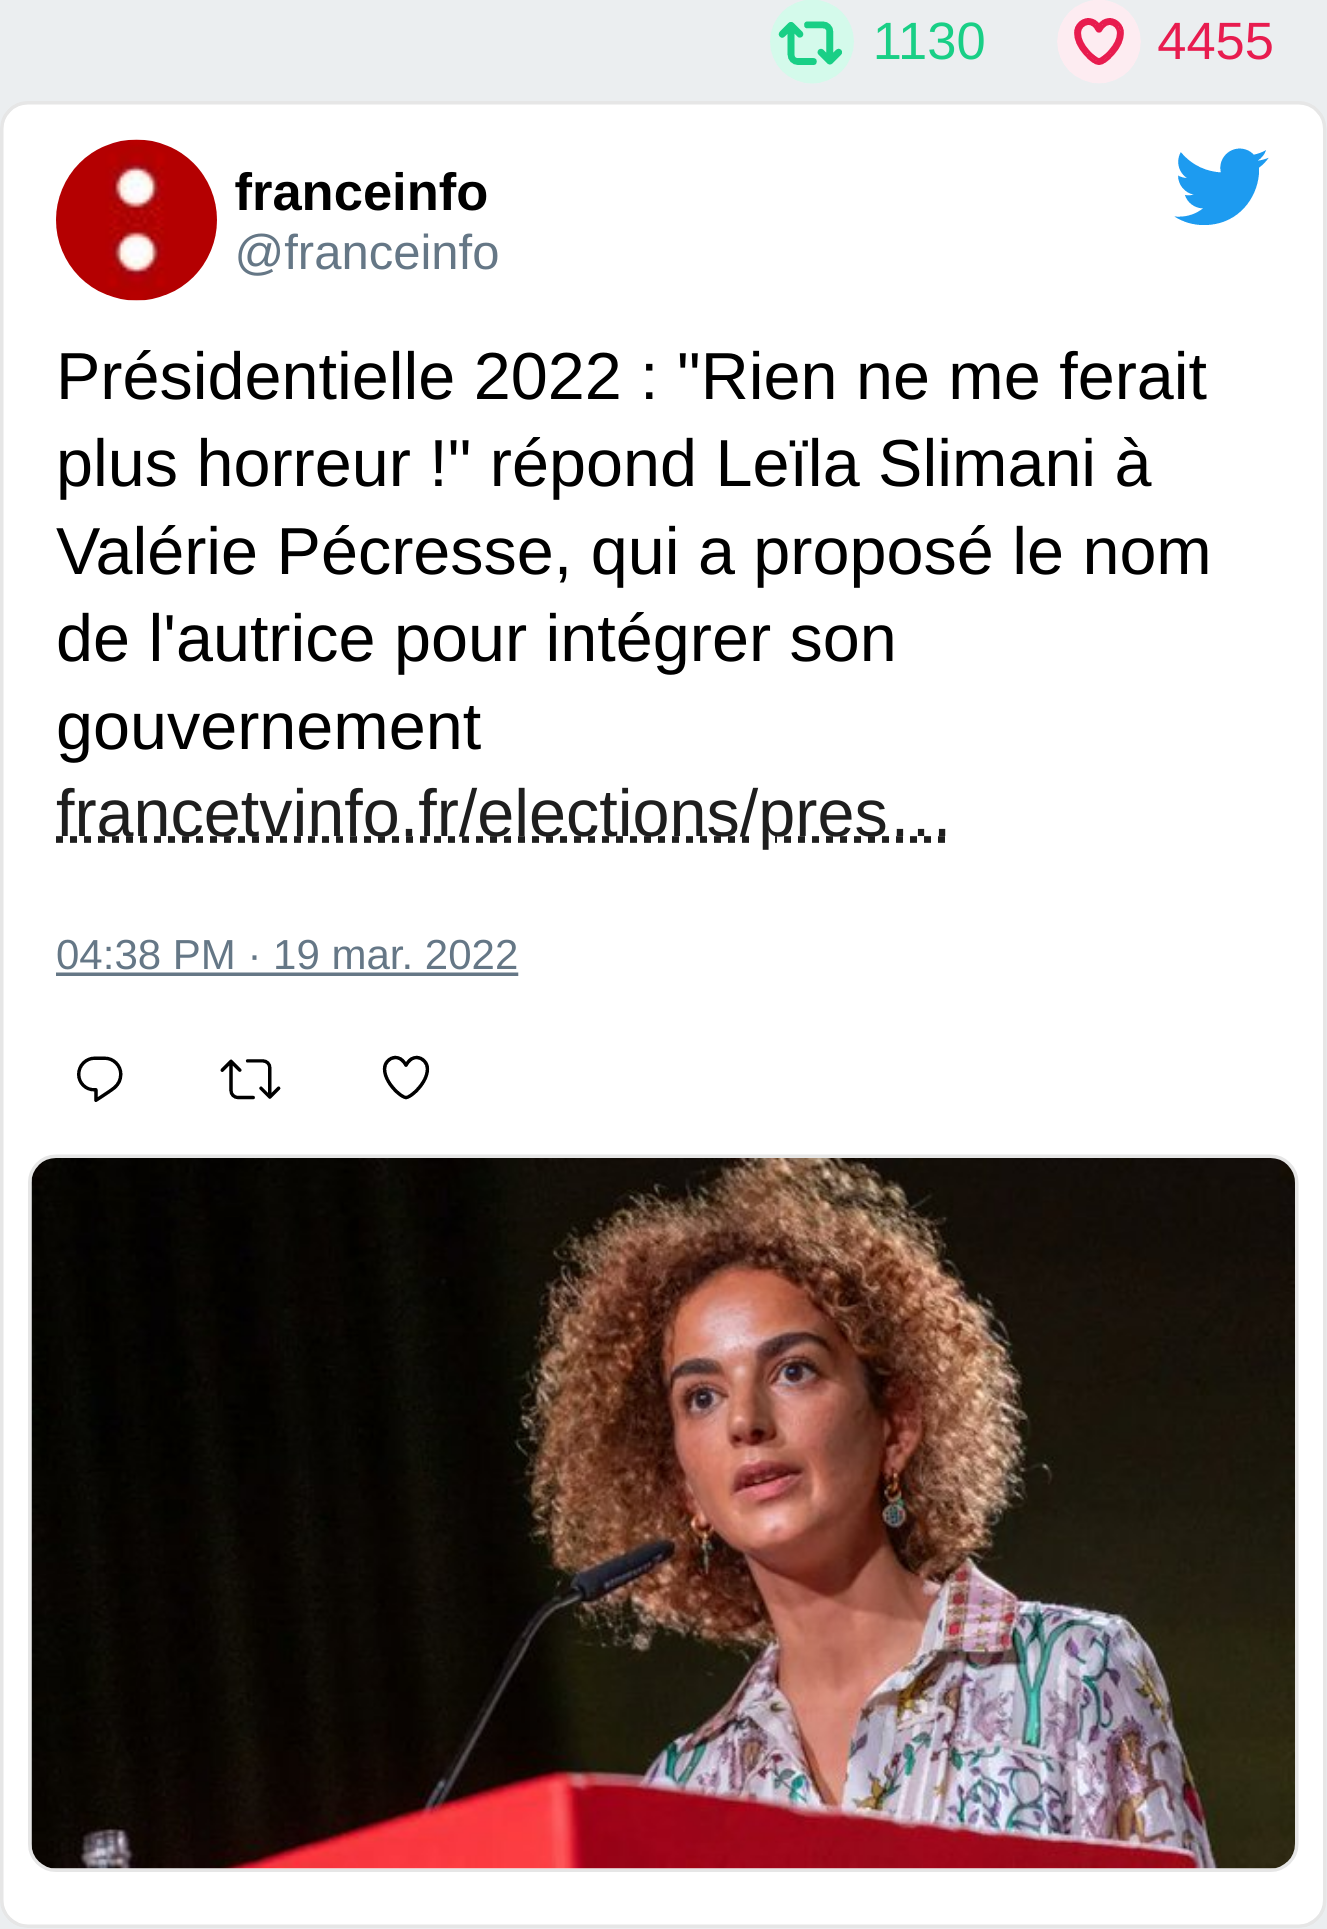 1130 4455
franceinfo
@franceinfo
Présidentielle 2022 : "Rien ne me ferait
plus horreur !" répond Leïla Slimani à
Valérie Pécresse, qui a proposé le nom
de l'autrice pour intégrer son
gouvernement
francetvinfo.fr/elections/pres...
04:38 PM · 19 mar. 2022